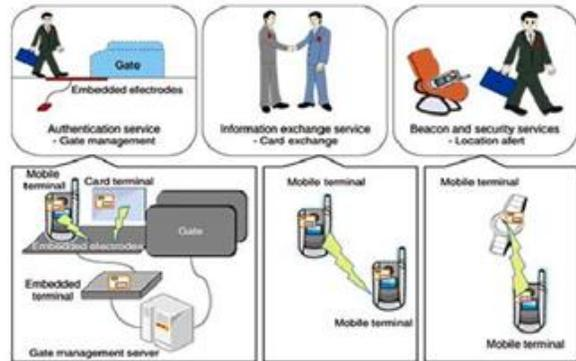 Gate
Embedded electrodes
Authentication service
- Gate management
Information exchange service
- Card exchange
Beacon and security services
- Location alert
Mobile
terminal
Card terminal
Embedded electrodes
Gate
Embedded
terminal
Gate management server
Mobile terminal
Mobile terminal
Mobile terminal
Mobile terminal